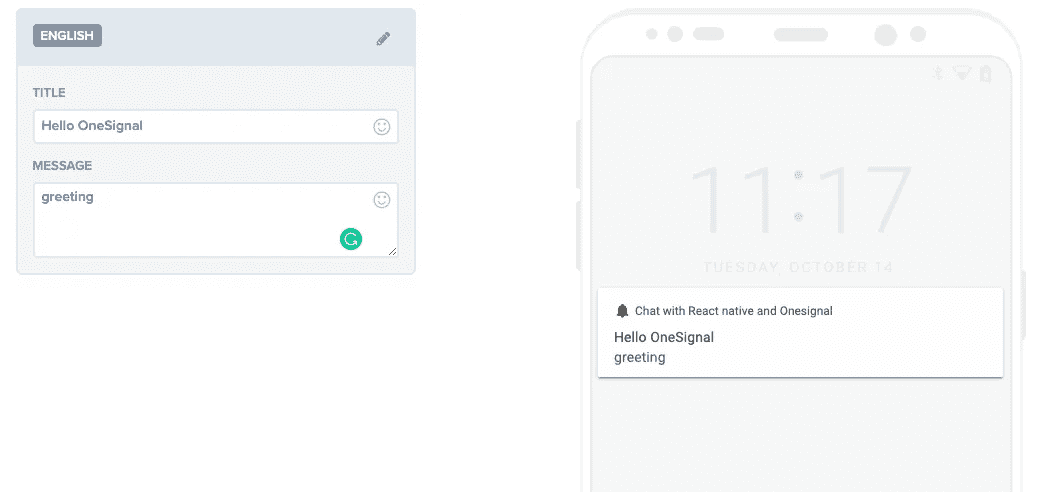 ENGLISH
TITLE
Hello OneSignal
MESSAGE
greeting
11:17
TUESDAY, OCTOBER 14
Chat with React native and Onesignal
Hello OneSignal
greeting